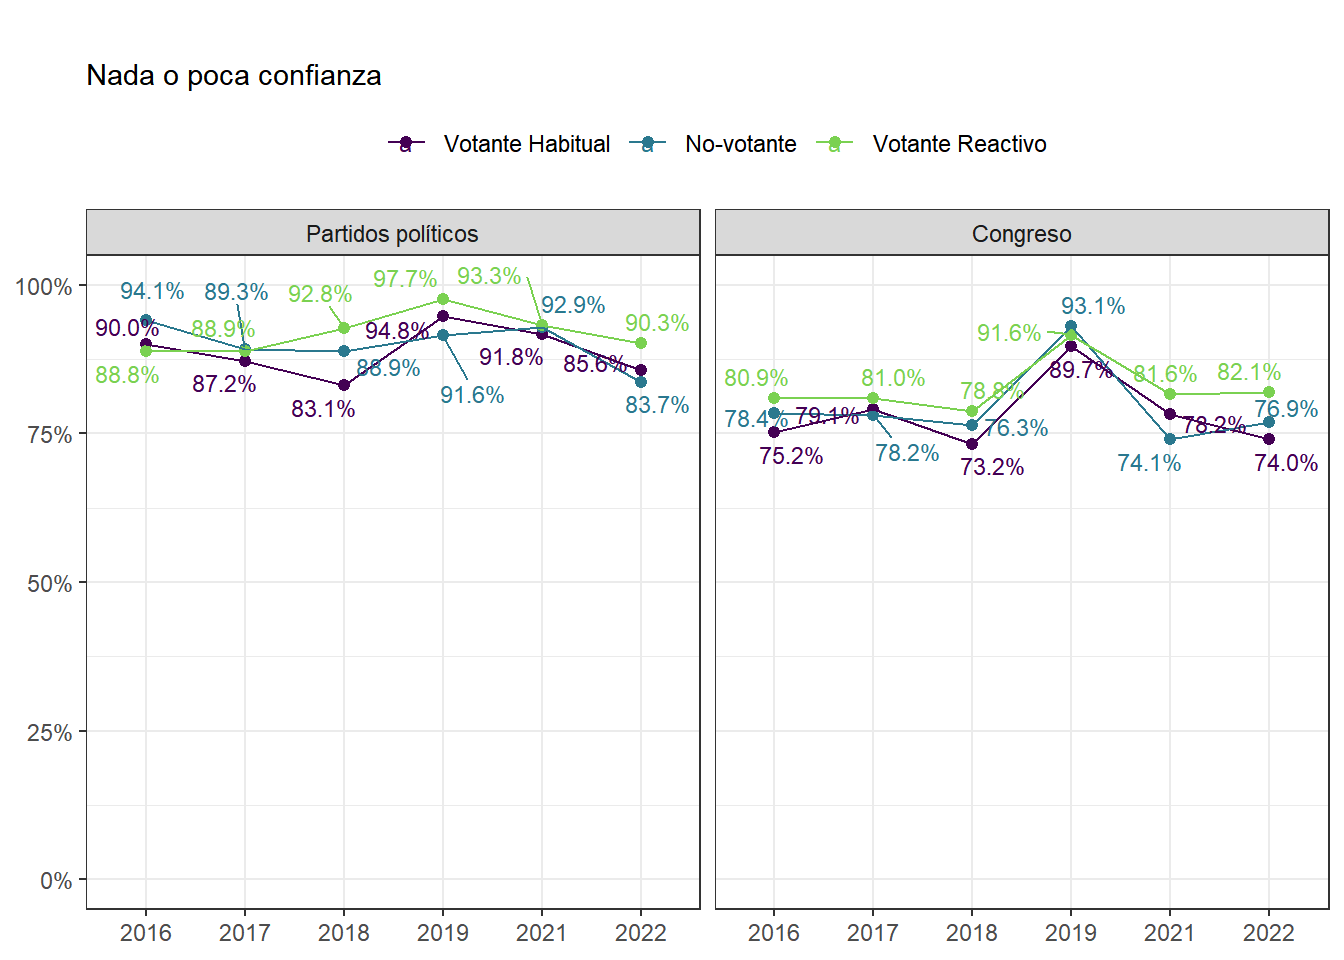 Nada o poca confianza
a Votante Habitual a No-votante a Votante Reactivo
Partidos políticos Congreso
100%
75%
50%
25%
0%
94.1% 89.3% 92.8% 97.7% 93.3% 92.9% 90.3%
90.0% 88.9% 94.8% 91.8% 85.6%
88.8% 87.2% 83.1% 88.9% 91.6% 83.7%
93.1%
91.6%
80.9% 81.0% 78.8% 89.7% 81.6% 82.1%
78.4% 79.1% 76.3% 78.2% 76.9%
75.2% 78.2% 73.2% 74.1% 74.0%
2016 2017 2018 2019 2021 2022 2016 2017 2018 2019 2021 2022